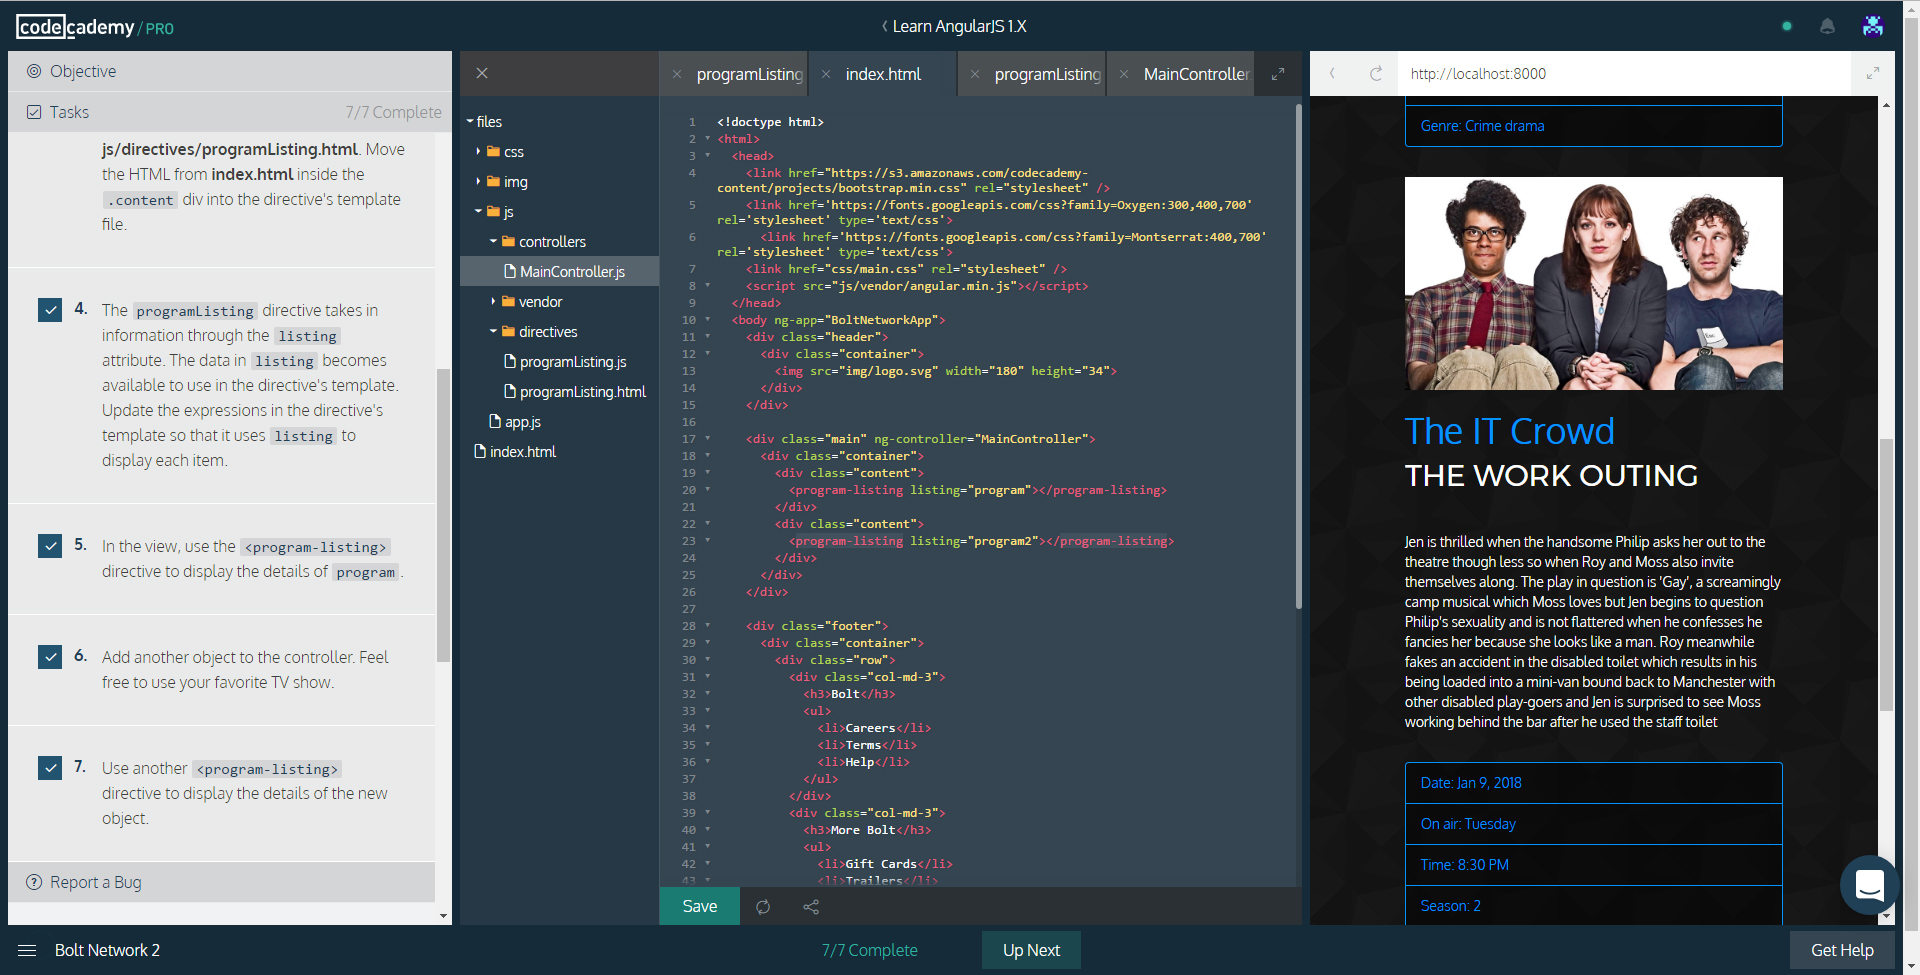 codecademy / PRO
Learn AngularJS 1.X
Objective
Tasks
7/7 Complete
js/directives/programListing.html. Move
the HTML from index.html inside the
.content div into the directive's template
file.
4. The programListing directive takes in
information through the listing
attribute. The data in listing becomes
available to use in the directive's template.
Update the expressions in the directive's
template so that it uses listing to
display each item.
5. In the view, use the <program-listing>
directive to display the details of program.
6. Add another object to the controller. Feel
free to use your favorite TV show.
7. Use another <program-listing>
directive to display the details of the new
object.
Report a Bug
files
css
img
js
controllers
MainController.js
vendor
directives
programListing.js
programListing.html
app.js
index.html
programListing
index.html
programListing
MainController
1 <!doctype html>
2 <html>
3 <head>
4 <link href="https://s3.amazonaws.com/codecademy-
content/projects/bootstrap.min.css" rel="stylesheet" />
5 <link href='https://fonts.googleapis.com/css?family=Oxygen:300,400,700'
rel='stylesheet' type='text/css'>
6 <link href='https://fonts.googleapis.com/css?family=Montserrat:400,700'
rel='stylesheet' type='text/css'>
7 <link href="css/main.css" rel="stylesheet" />
8 <script src="js/vendor/angular.min.js"></script>
9 </head>
10 <body ng-app="BoltNetworkApp">
11 <div class="header">
12 <div class="container">
13 <img src="img/logo.svg" width="180" height="34">
14 </div>
15 </div>
16
17 <div class="main" ng-controller="MainController">
18 <div class="container">
19 <div class="content">
20 <program-listing listing="program"></program-listing>
21 </div>
22 <div class="content">
23 <program-listing listing="program2"></program-listing>
24 </div>
25 </div>
26 </div>
27
28 <div class="footer">
29 <div class="container">
30 <div class="row">
31 <div class="col-md-3">
32 <h3>Bolt</h3>
33 <ul>
34 <li>Careers</li>
35 <li>Terms</li>
36 <li>Help</li>
37 </ul>
38 </div>
39 <div class="col-md-3">
40 <h3>More Bolt</h3>
41 <ul>
42 <li>Gift Cards</li>
43 <li>Trailers</li>
Save
http://localhost:8000
Genre: Crime drama
The IT Crowd
THE WORK OUTING
Jen is thrilled when the handsome Philip asks her out to the
theatre though less so when Roy and Moss also invite
themselves along. The play in question is 'Gay', a screamingly
camp musical which Moss loves but Jen begins to question
Philip's sexuality and is not flattered when he confesses he
fancies her because she looks like a man. Roy meanwhile
fakes an accident in the disabled toilet which results in his
being loaded into a mini-van bound back to Manchester with
other disabled play-goers and Jen is surprised to see Moss
working behind the bar after he used the staff toilet
Date: Jan 9, 2018
On air: Tuesday
Time: 8:30 PM
Season: 2
Bolt Network 2
7/7 Complete
Up Next
Get Help